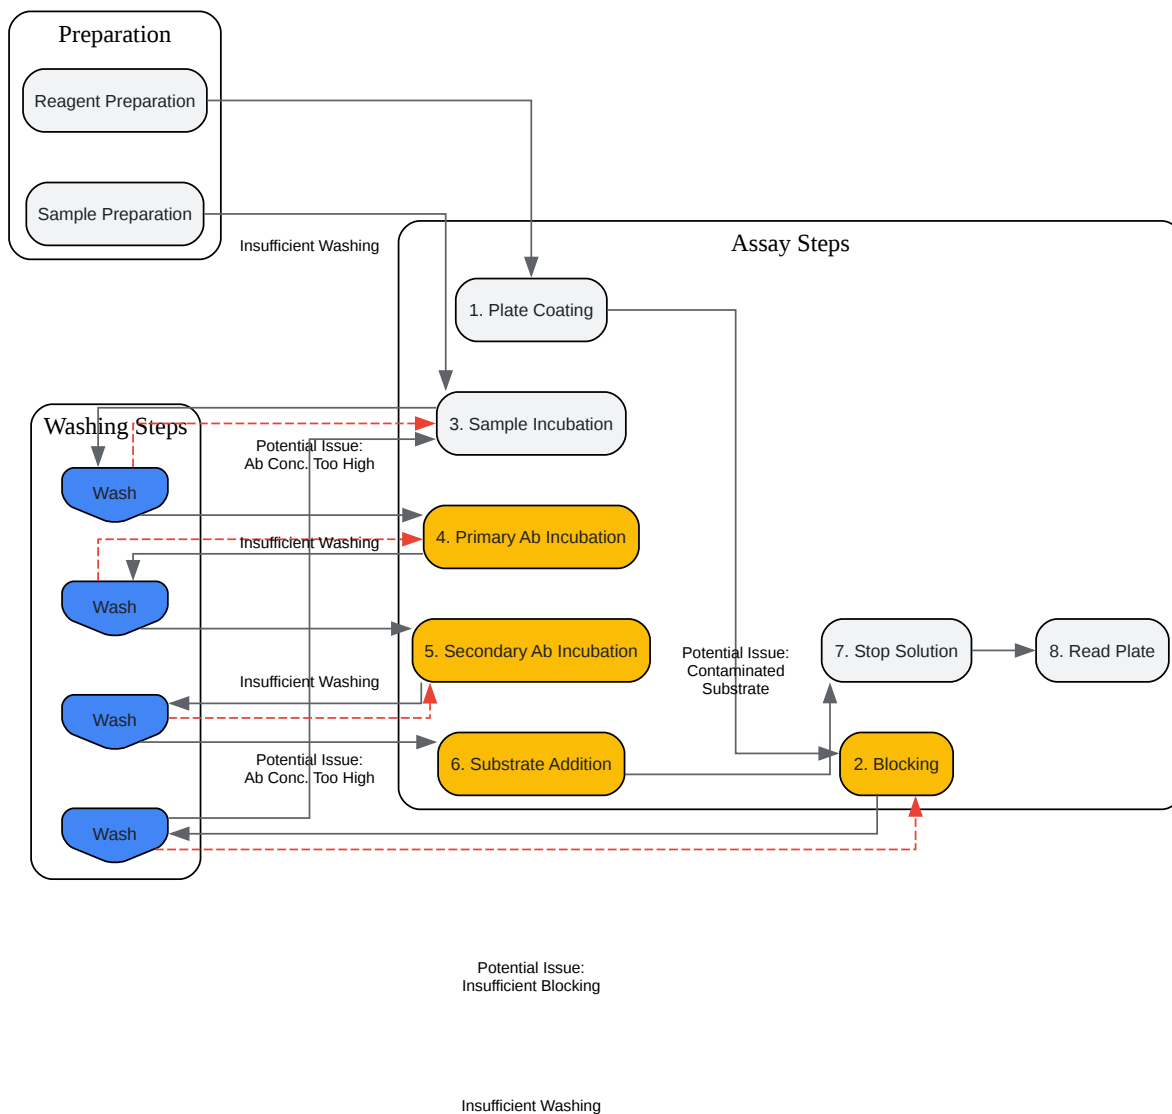 Preparation
Reagent Preparation
Sample Preparation
Insufficient Washing
Assay Steps
1. Plate Coating
Washing Steps
3. Sample Incubation
Potential Issue:
Ab Conc. Too High
Wash
4. Primary Ab Incubation
Insufficient Washing
Wash
5. Secondary Ab Incubation
Potential Issue:
Contaminated
Substrate
7. Stop Solution
8. Read Plate
Insufficient Washing
Wash
Potential Issue:
Ab Conc. Too High
6. Substrate Addition
2. Blocking
Wash
Potential Issue:
Insufficient Blocking
Insufficient Washing